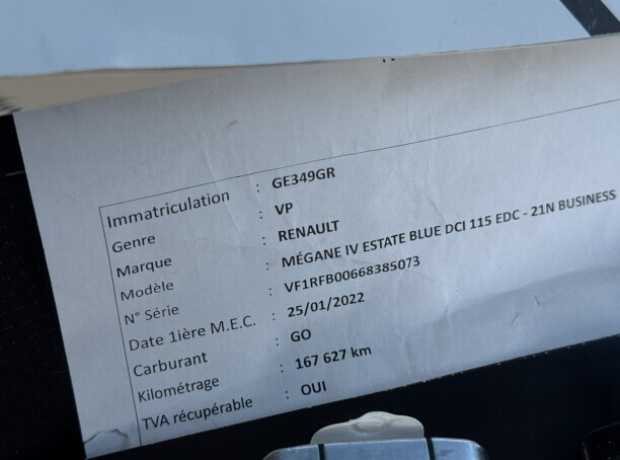 Immatriculation : GE349GR
Genre : VP
Marque : RENAULT
Modèle : MÉGANE IV ESTATE BLUE DCI 115 EDC - 21N BUSINESS
N° Série : VF1RFB00668385073
Date 1ière M.E.C. : 25/01/2022
Carburant : GO
Kilométrage : 167 627 km
TVA récupérable : OUI